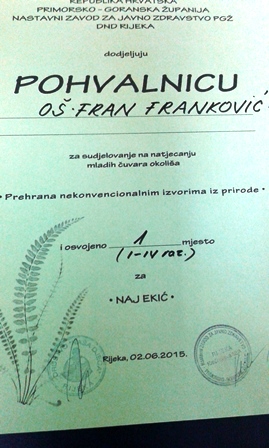 REPUBLIKA HRVATSKA
PRIMORSKO - GORANSKA ŽUPANIJA
NASTAVNI ZAVOD ZA JAVNO ZDRAVSTVO PGŽ
DND RIJEKA
dodjeljuju
POHVALNICU
OŠ. FRAN FRANKOVIĆ
za sudjelovanje na natjecanju
mladih čuvara okoliša
• Prehrana nekonvencionalnim izvorima iz prirode •
i osvojeno 1 mjesto
(I-IV raz.)
za
• NAJ EKIĆ •
Rijeka, 02.06.2015.